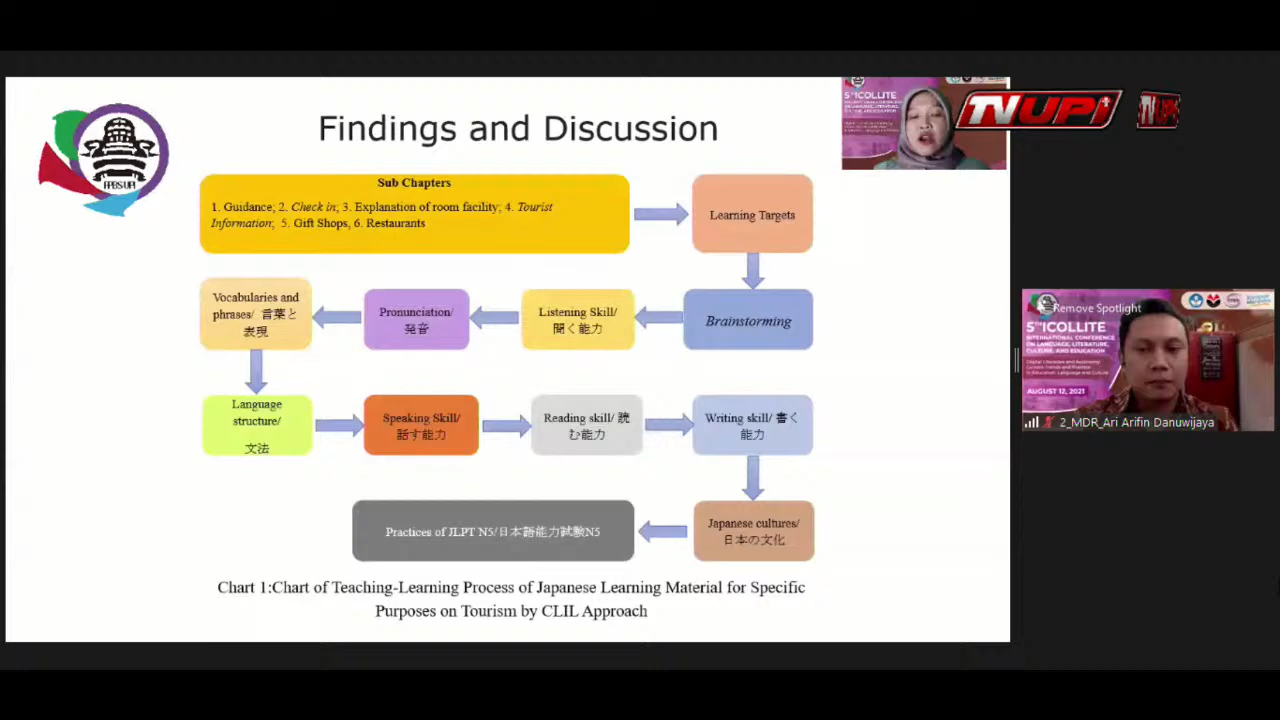 Findings and Discussion
FPBS UPI
Sub Chapters
1. Guidance; 2. Check in; 3. Explanation of room facility; 4. Tourist
Information; 5. Gift Shops, 6. Restaurants
Learning Targets
Brainstorming
Listening Skill/
聞く能力
Pronunciation/
発音
Vocabularies and
phrases/ 言葉と
表現
Language
structure/
文法
Speaking Skill/
話す能力
Reading skill/ 読
む能力
Writing skill/ 書く
能力
Japanese cultures/
日本の文化
Practices of JLPT N5/日本語能力試験N5
Chart 1:Chart of Teaching-Learning Process of Japanese Learning Material for Specific
Purposes on Tourism by CLIL Approach
5TH ICOLLITE
TVUPI
TVUPI
Remove Spotlight
5TH ICOLLITE
INTERNATIONAL CONFERENCE
ON LANGUAGE, LITERATURE,
CULTURE, AND EDUCATION
AUGUST 12, 2021
2_MDR_Ari Arifin Danuwijaya